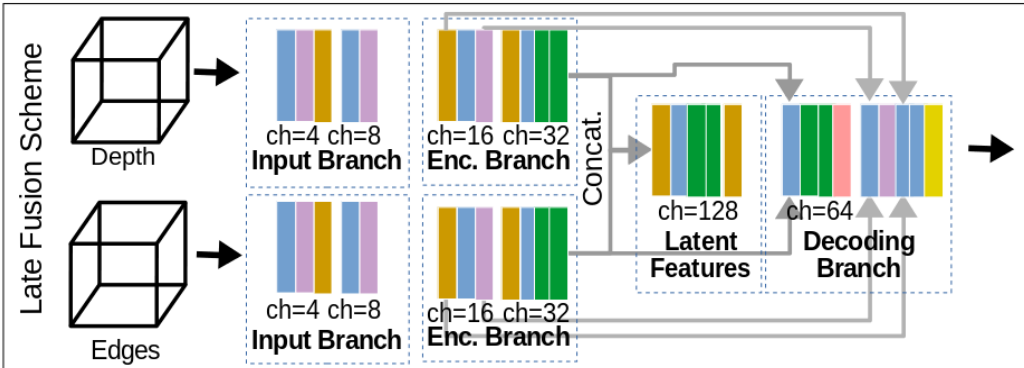 Late Fusion Scheme
Depth
ch=4 ch=8
Input Branch
ch=16 ch=32
Enc. Branch
Concat.
ch=128
Latent
Features
ch=64
Decoding
Branch
Edges
ch=4 ch=8
Input Branch
ch=16 ch=32
Enc. Branch